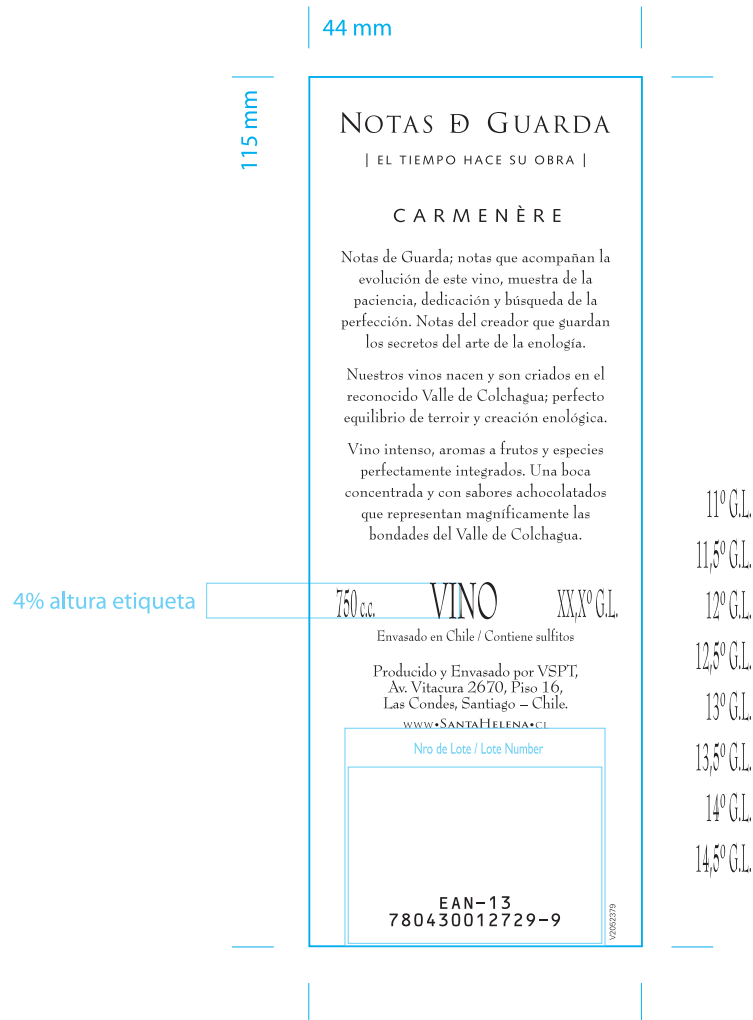 44 mm
115 mm
NOTAS DE GUARDA
| EL TIEMPO HACE SU OBRA |
CARMENÈRE
Notas de Guarda; notas que acompañan la
evolución de este vino, muestra de la
paciencia, dedicación y búsqueda de la
perfección. Notas del creador que guardan
los secretos del arte de la enología.
Nuestros vinos nacen y son criados en el
reconocido Valle de Colchagua; perfecto
equilibrio de terroir y creación enológica.
Vino intenso, aromas a frutos y especies
perfectamente integrados. Una boca
concentrada y con sabores achocolatados
que representan magníficamente las
bondades del Valle de Colchagua.
4% altura etiqueta
750 c.c. VINO XX,Xº G.L.
Envasado en Chile / Contiene sulfitos
Producido y Envasado por VSPT,
Av. Vitacura 2670, Piso 16,
Las Condes, Santiago – Chile.
WWW•SANTAHELENA•CL
Nro de Lote / Lote Number
EAN-13
780430012729-9
V2052379
11º G.L.
11,5º G.L.
12º G.L.
12,5º G.L.
13º G.L.
13,5º G.L.
14º G.L.
14,5º G.L.